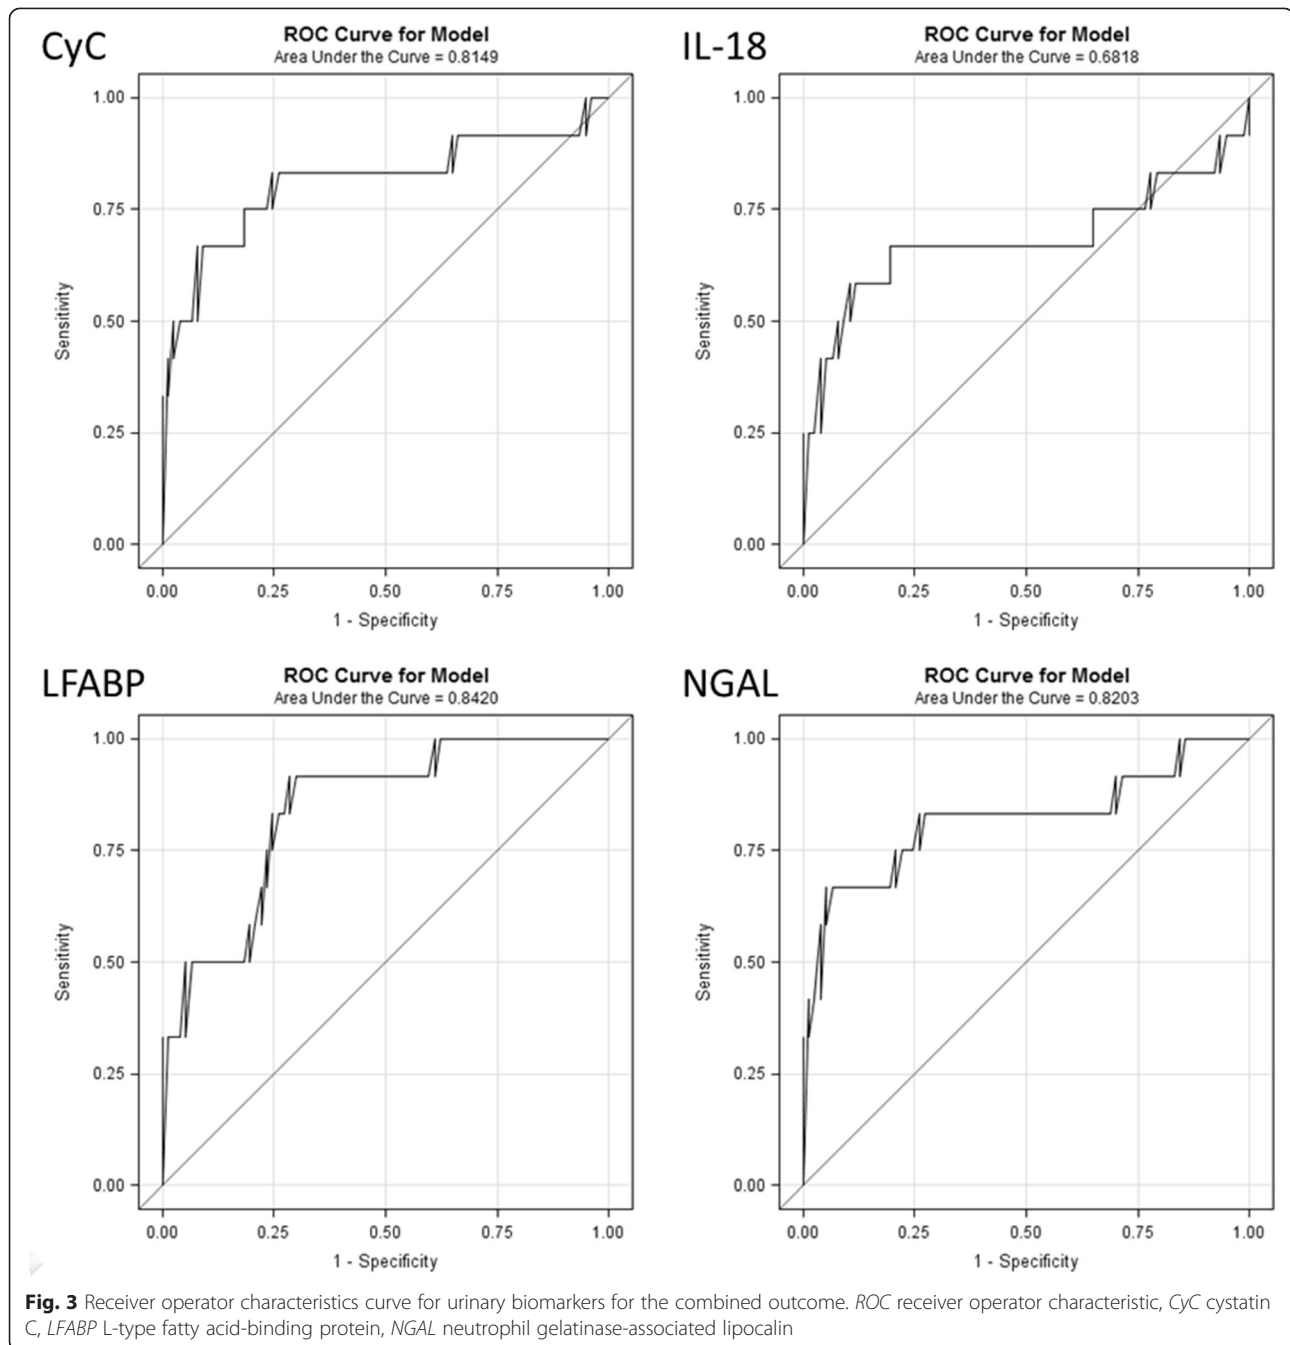 CyC
ROC Curve for Model
Area Under the Curve = 0.8149
1.00
0.75
0.50
0.25
0.00
Sensitivity
0.00 0.25 0.50 0.75 1.00
1 - Specificity
IL-18
ROC Curve for Model
Area Under the Curve = 0.6818
1.00
0.75
0.50
0.25
0.00
Sensitivity
0.00 0.25 0.50 0.75 1.00
1 - Specificity
LFABP
ROC Curve for Model
Area Under the Curve = 0.8420
1.00
0.75
0.50
0.25
0.00
Sensitivity
0.00 0.25 0.50 0.75 1.00
1 - Specificity
NGAL
ROC Curve for Model
Area Under the Curve = 0.8203
1.00
0.75
0.50
0.25
0.00
Sensitivity
0.00 0.25 0.50 0.75 1.00
1 - Specificity
Fig. 3 Receiver operator characteristics curve for urinary biomarkers for the combined outcome. ROC receiver operator characteristic, CyC cystatin
C, LFABP L-type fatty acid-binding protein, NGAL neutrophil gelatinase-associated lipocalin